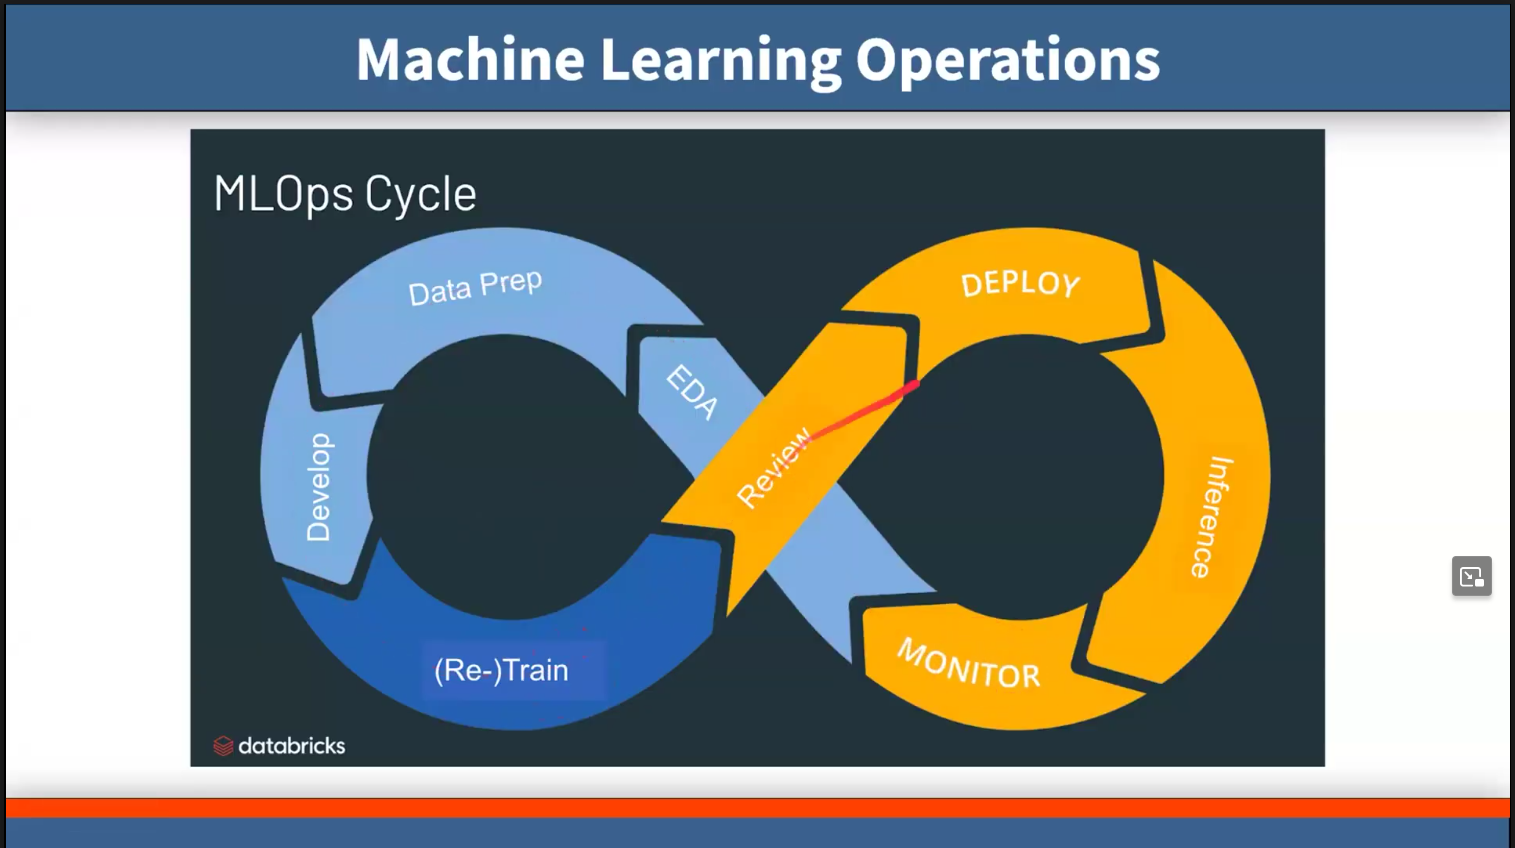 Machine Learning Operations
MLOps Cycle
Data Prep
DEPLOY
EDA
Review
Develop
Inference
(Re-)Train
MONITOR
databricks